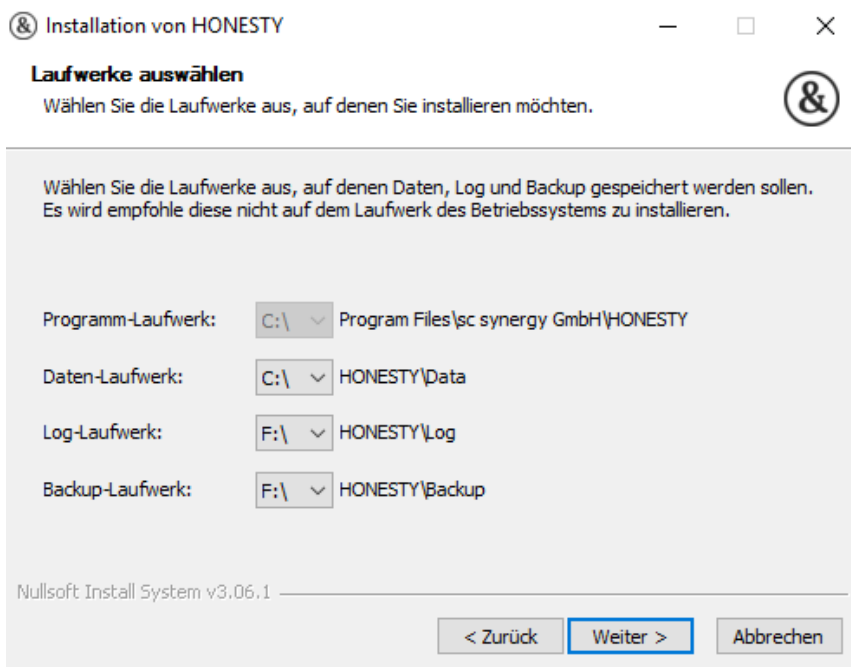 & Installation von HONESTY
Laufwerke auswählen
Wählen Sie die Laufwerke aus, auf denen Sie installieren möchten.
&
Wählen Sie die Laufwerke aus, auf denen Daten, Log und Backup gespeichert werden sollen.
Es wird empfohle diese nicht auf dem Laufwerk des Betriebssystems zu installieren.
Programm-Laufwerk: C:\ Program Files\sc synergy GmbH\HONESTY
Daten-Laufwerk: C:\ HONESTY\Data
Log-Laufwerk: F:\ HONESTY\Log
Backup-Laufwerk: F:\ HONESTY\Backup
Nullsoft Install System v3.06.1
< Zurück Weiter > Abbrechen